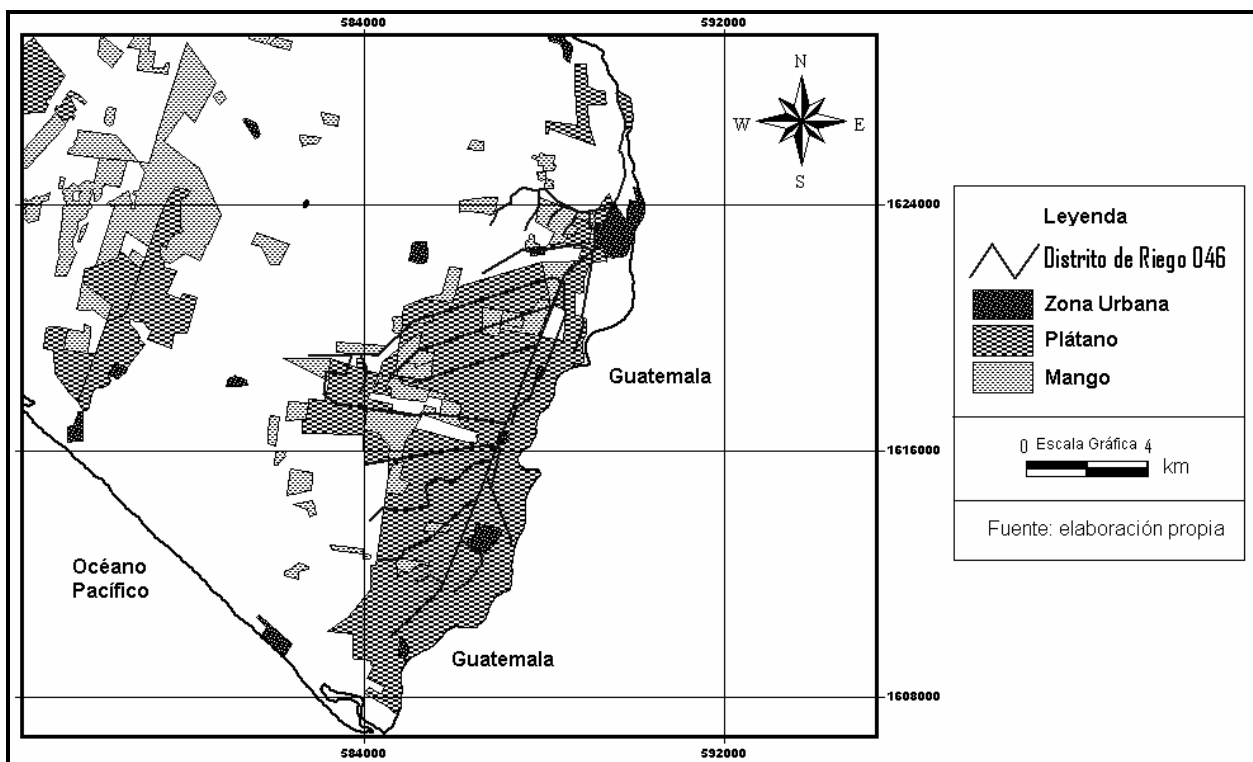 584000
592000
N
W
E
S
1624000
Leyenda
Distrito de Riego 046
Zona Urbana
Plátano
Mango
Guatemala
1616000
0 Escala Gráfica 4
km
Fuente: elaboración propia
Océano
Pacífico
Guatemala
1608000
584000
592000